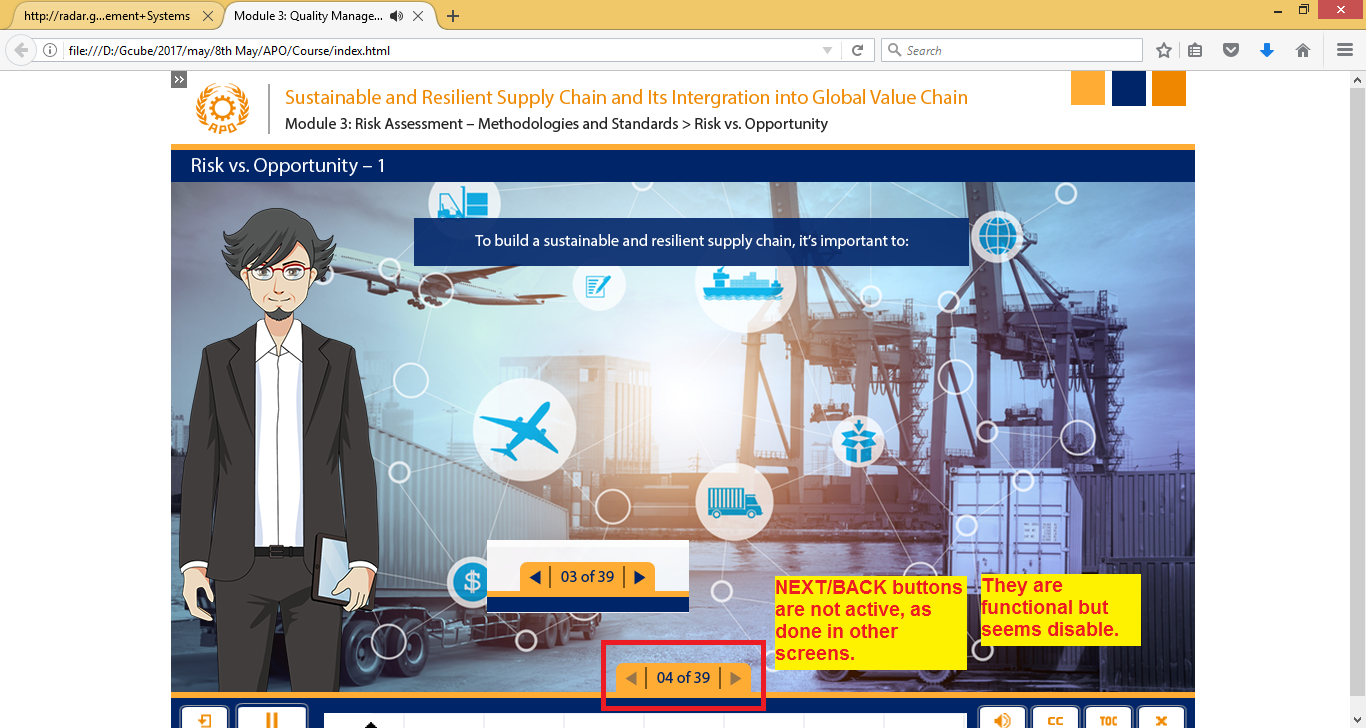 http://radar.g...ement+Systems
Module 3: Quality Manage...
file:///D:/Gcube/2017/may/8th May/APO/Course/index.html
Search
APO
Sustainable and Resilient Supply Chain and Its Intergration into Global Value Chain
Module 3: Risk Assessment – Methodologies and Standards > Risk vs. Opportunity
Risk vs. Opportunity – 1
To build a sustainable and resilient supply chain, it's important to:
$
03 of 39
NEXT/BACK buttons
are not active, as
done in other
screens.
They are
functional but
seems disable.
04 of 39
CC
TOC